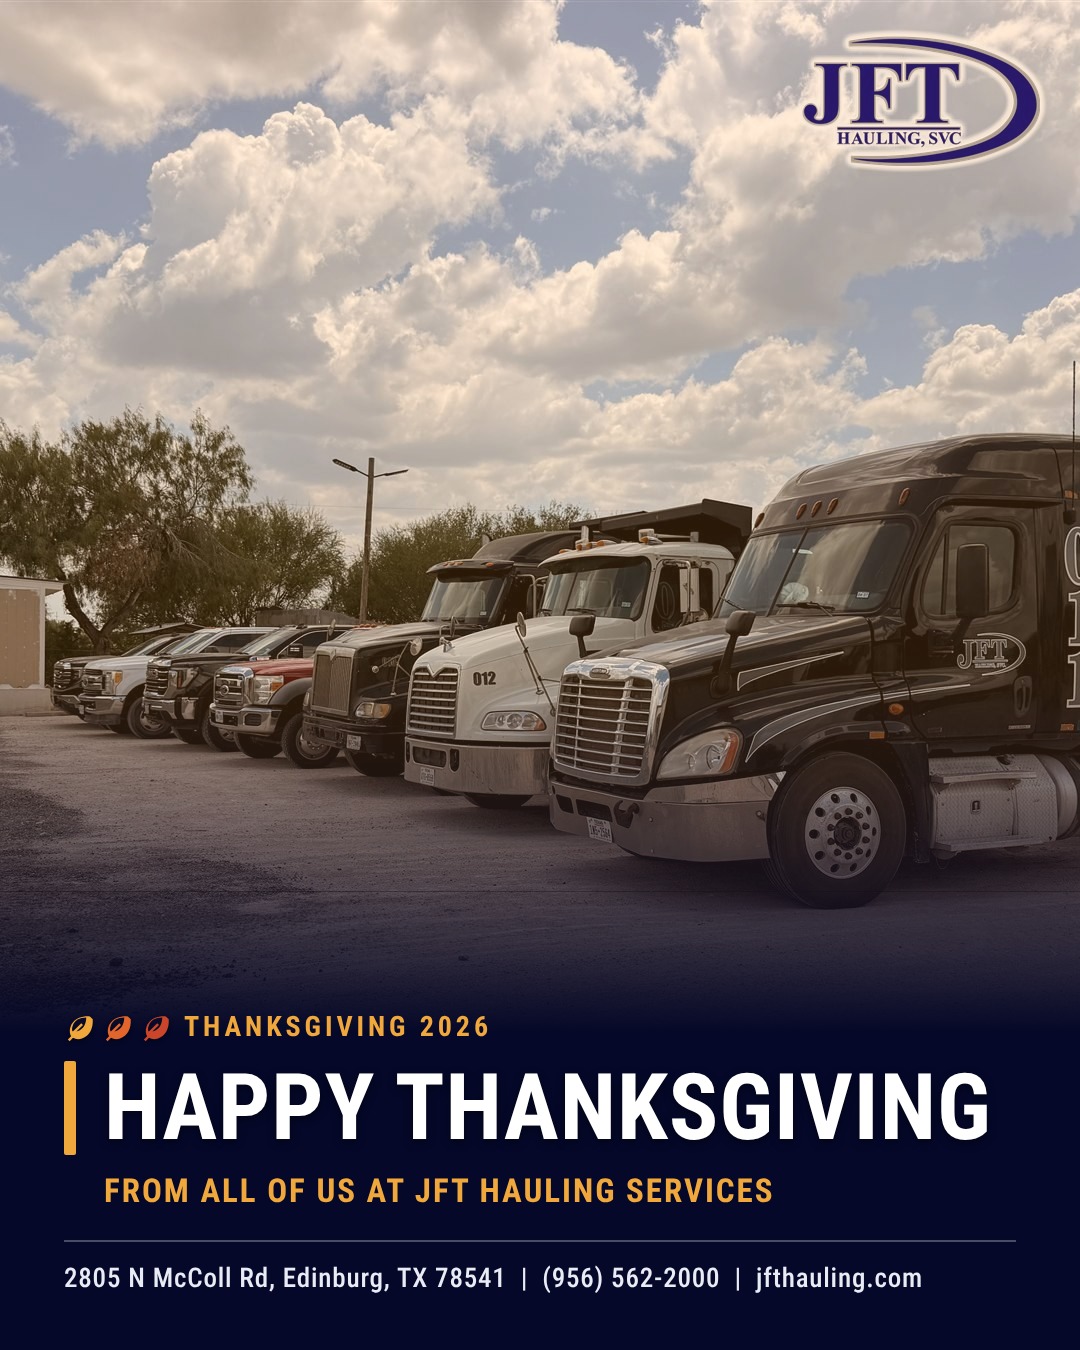 JFT
HAULING, SVC
012
JFT
THANKSGIVING 2026
HAPPY THANKSGIVING
FROM ALL OF US AT JFT HAULING SERVICES
2805 N McColl Rd, Edinburg, TX 78541 | (956) 562-2000 | jfthauling.com